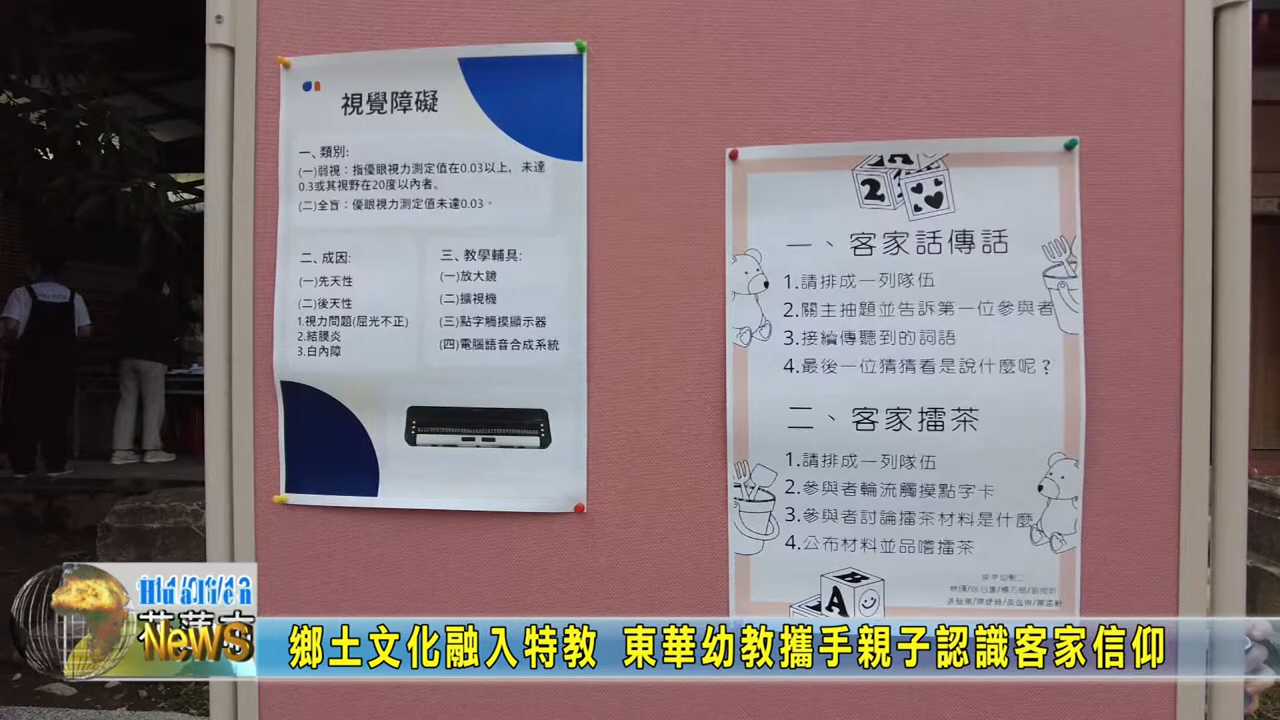 視覺障礙
一、類別:
(一)弱視：指優眼視力測定值在0.03以上，未達
0.3或其視野在20度以內者。
(二)全盲：優眼視力測定值未達0.03。
二、成因:
(一)先天性
(二)後天性
1.視力問題(屈光不正)
2.結膜炎
3.白內障
三、教學輔具:
(一)放大鏡
(二)擴視機
(三)點字觸摸顯示器
(四)電腦語音合成系統
A
2
一、客家話傳話
1.請排成一列隊伍
2.關主抽題並告訴第一位參與者
3.接續傳聽到的詞語
4.最後一位猜猜看是說什麼呢？
二、客家擂茶
1.請排成一列隊伍
2.參與者輪流觸摸點字卡
3.參與者討論擂茶材料是什麼
4.公布材料並品嚐擂茶
B
A
Hualien
News
鄉土文化融入特教 東華幼教攜手親子認識客家信仰